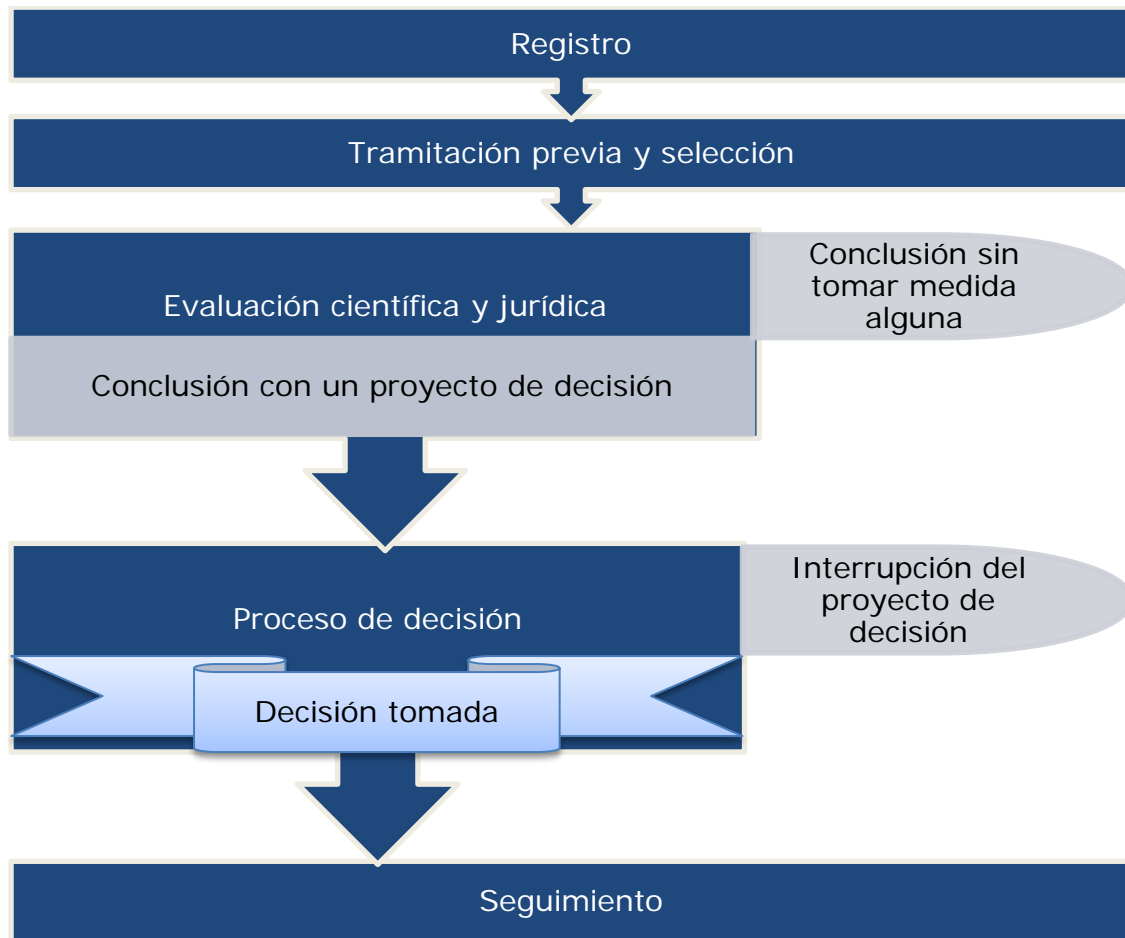 Registro
Tramitación previa y selección
Evaluación científica y jurídica
Conclusión sin
tomar medida
alguna
Conclusión con un proyecto de decisión
Proceso de decisión
Interrupción del
proyecto de
decisión
Decisión tomada
Seguimiento